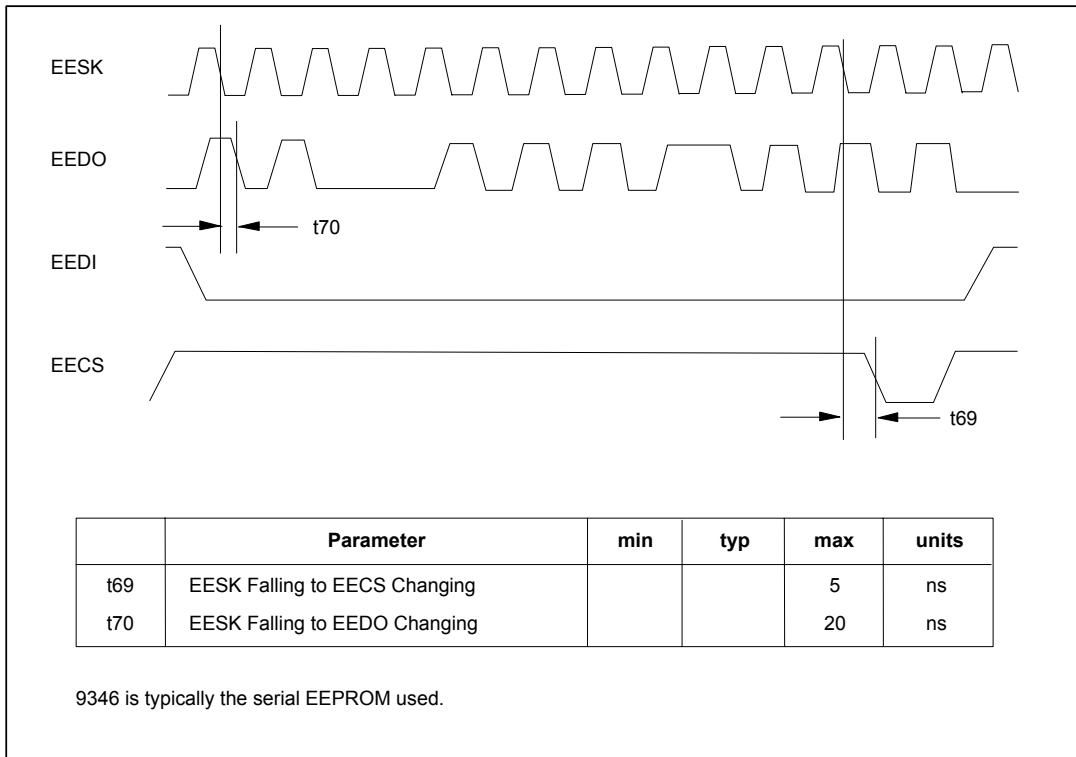 EESK
EEDO
t70
EEDI
EECS
t69
Parameter min typ max units
t69 EESK Falling to EECS Changing 5 ns
t70 EESK Falling to EEDO Changing 20 ns
9346 is typically the serial EEPROM used.